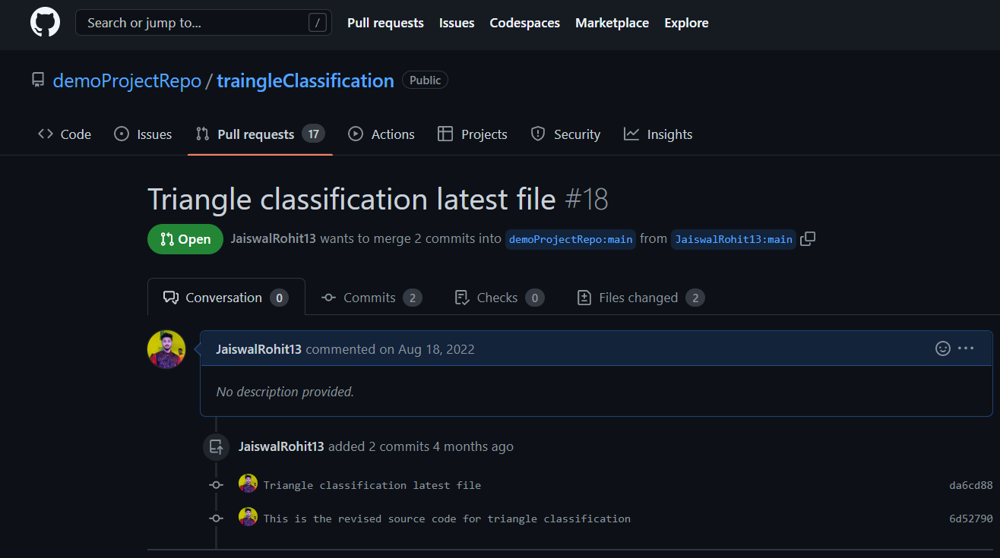 Search or jump to... / Pull requests Issues Codespaces Marketplace Explore
demoProjectRepo / traingleClassification Public
Code Issues Pull requests 17 Actions Projects Security Insights
Triangle classification latest file #18
Open JaiswalRohit13 wants to merge 2 commits into demoProjectRepo:main from JaiswalRohit13:main
Conversation 0 Commits 2 Checks 0 Files changed 2
JaiswalRohit13 commented on Aug 18, 2022
No description provided.
JaiswalRohit13 added 2 commits 4 months ago
Triangle classification latest file da6cd88
This is the revised source code for triangle classification 6d52790